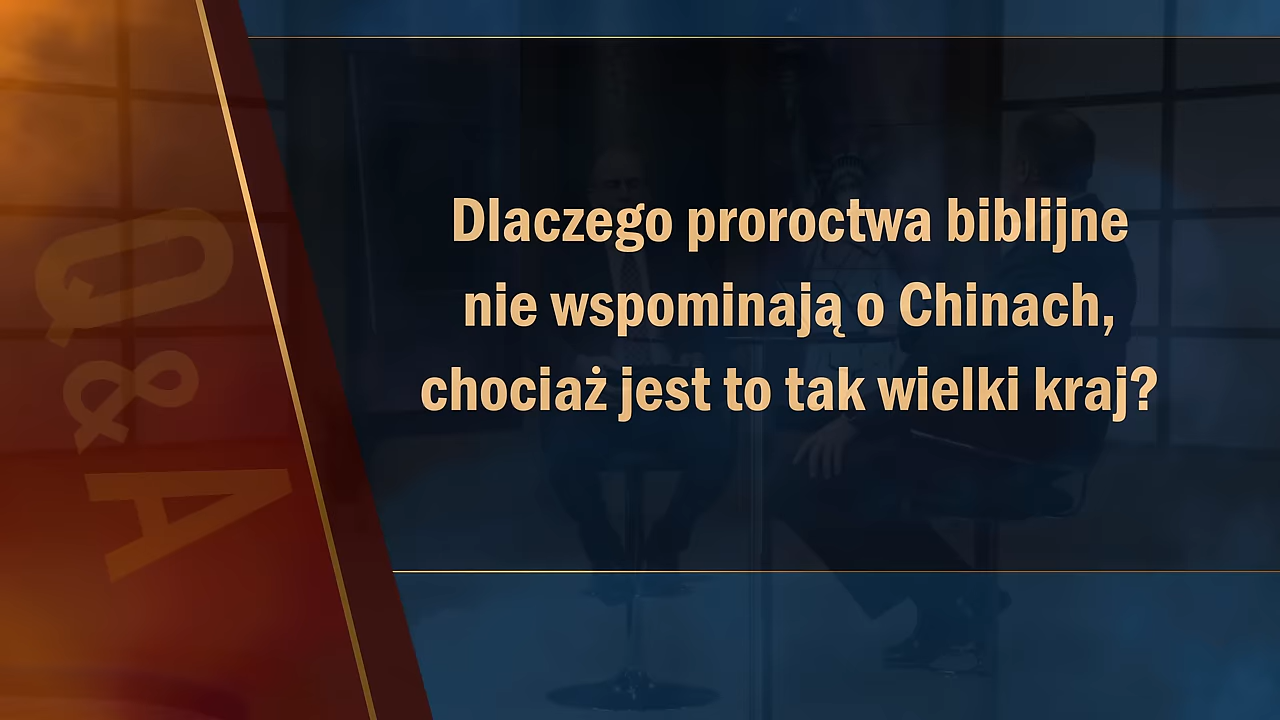 Q&A
Dlaczego proroctwa biblijne
nie wspominają o Chinach,
chociaż jest to tak wielki kraj?